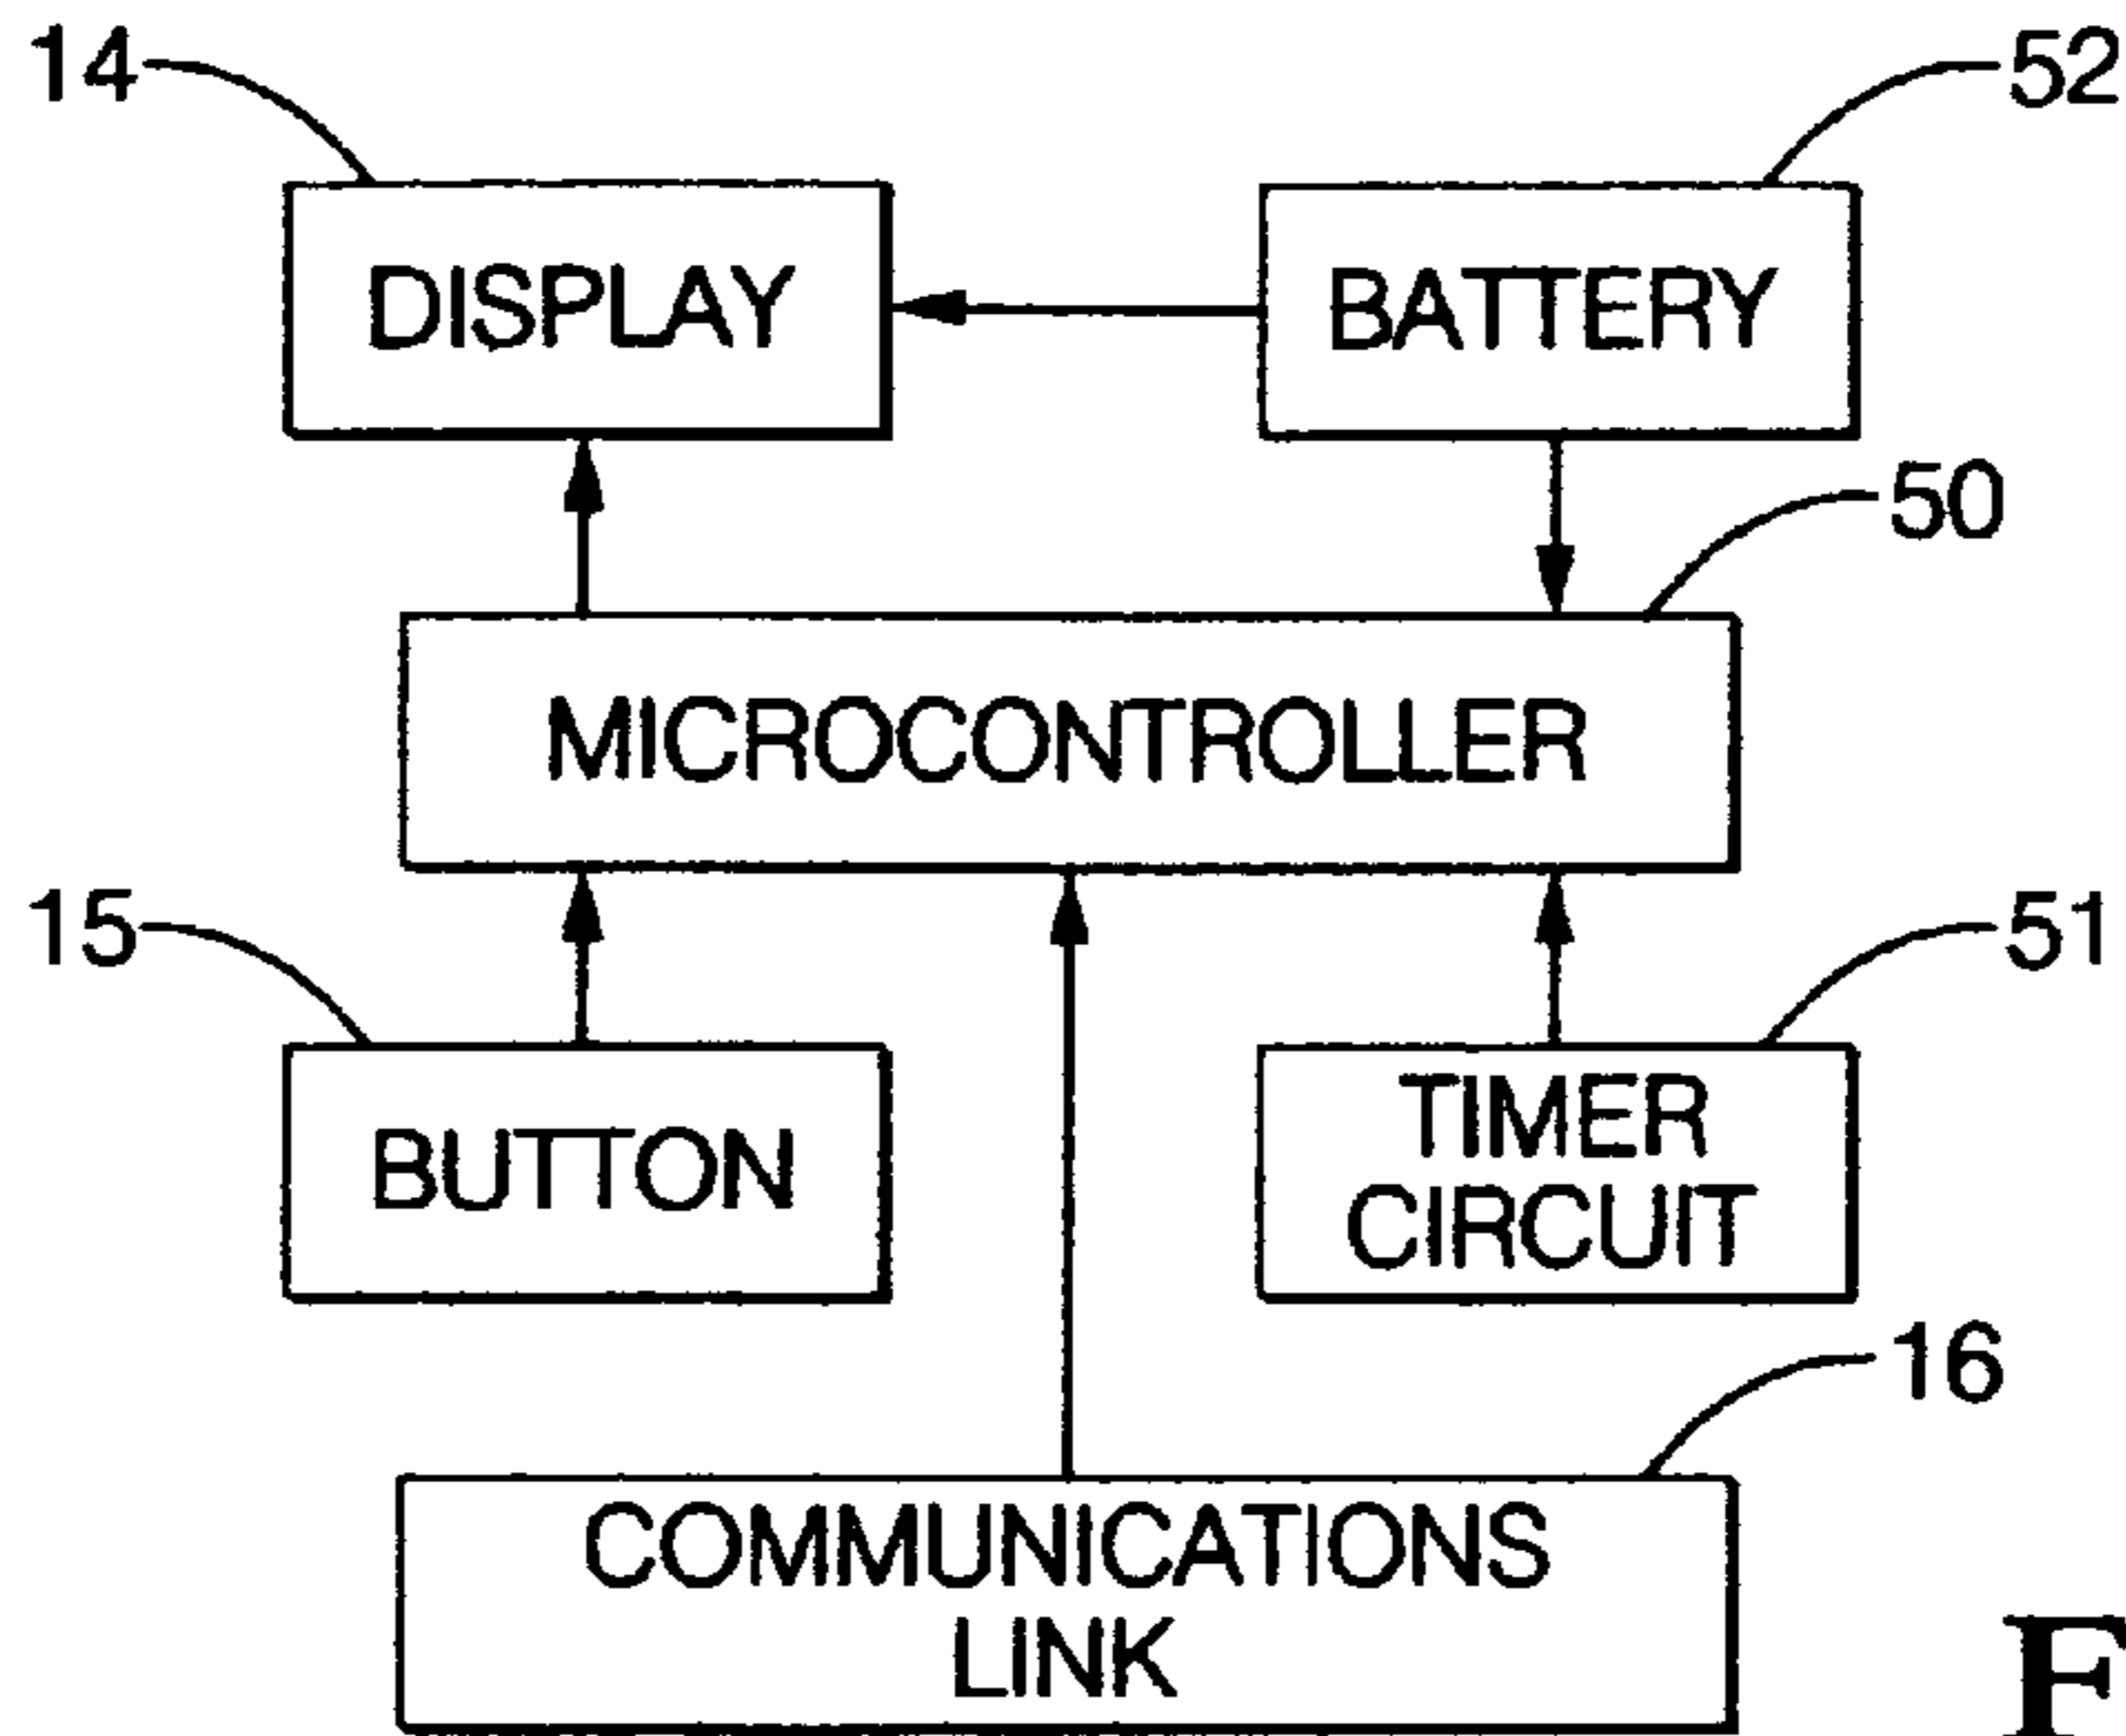 14
52
DISPLAY
BATTERY
50
MICROCONTROLLER
15
51
BUTTON
TIMER
CIRCUIT
16
COMMUNICATIONS
LINK
F